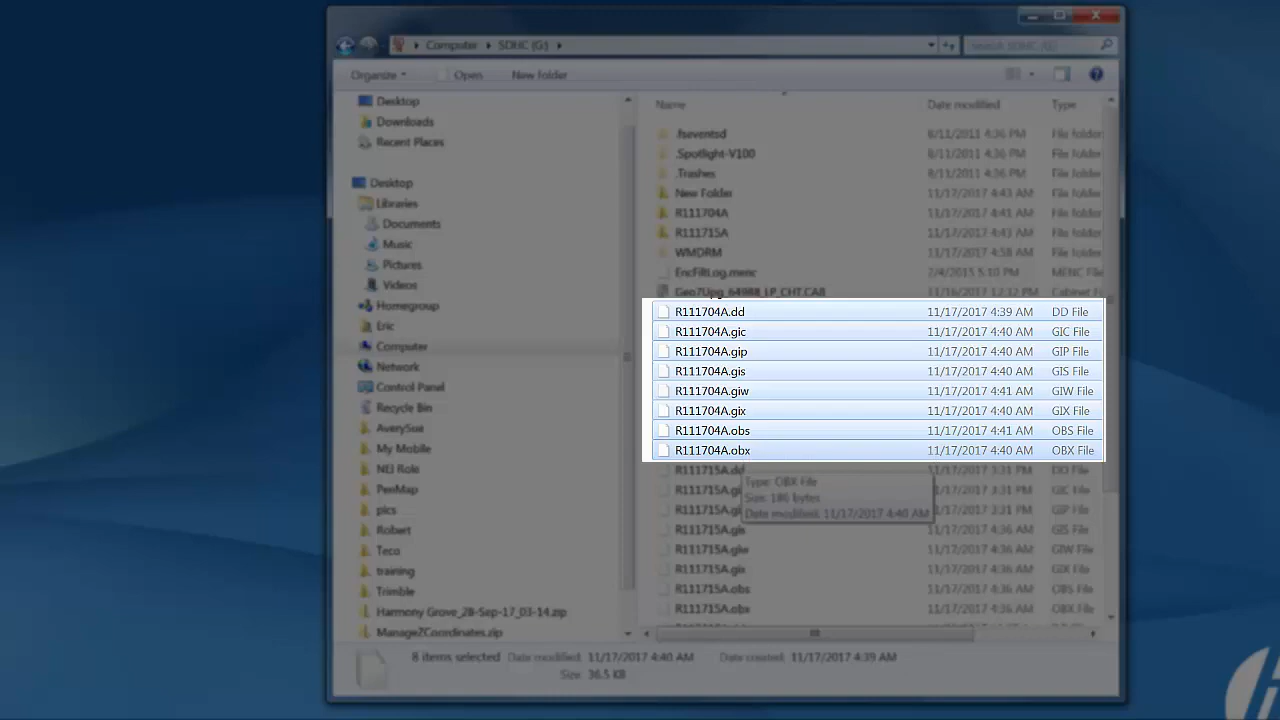 Computer ▸ SDHC (G:) ▸ Search SDHC (G:)
Organize Open New folder
Name Date modified Type
Desktop
Downloads
Recent Places
Desktop
Libraries
Documents
Music
Pictures
Videos
Homegroup
Eric
Computer
Network
Control Panel
Recycle Bin
AverySue
My Mobile
NEI Role
PenMap
pics
Robert
Teco
training
Trimble
Harmony Grove_28-Sep-17_03-14.zip
ManageZCoordinates.zip
.fseventsd 8/11/2011 4:36 PM File folder
.Spotlight-V100 8/11/2011 4:36 PM File folder
.Trashes 8/11/2011 4:36 PM File folder
New Folder 11/17/2017 4:43 AM File folder
R111704A 11/17/2017 4:41 AM File folder
R111715A 11/17/2017 4:43 AM File folder
WMDRM 11/17/2017 4:58 AM File folder
EncFiltLog.menc 2/4/2015 5:10 PM MENC File
Geo7Upg_64988_LP_CHT.CAB 11/16/2017 12:32 PM Cabinet F
R111704A.dd 11/17/2017 4:39 AM DD File
R111704A.gic 11/17/2017 4:40 AM GIC File
R111704A.gip 11/17/2017 4:40 AM GIP File
R111704A.gis 11/17/2017 4:40 AM GIS File
R111704A.giw 11/17/2017 4:41 AM GIW File
R111704A.gix 11/17/2017 4:40 AM GIX File
R111704A.obs 11/17/2017 4:41 AM OBS File
R111704A.obx 11/17/2017 4:40 AM OBX File
R111715A.dd 3:31 PM DD File
R111715A.gi 3:31 PM GIC File
R111715A.gi 3:31 PM GIP File
R111715A.gis 11/17/2017 4:36 AM GIS File
R111715A.giw 11/17/2017 4:36 AM GIW File
R111715A.gix 11/17/2017 4:36 AM GIX File
R111715A.obs 11/17/2017 4:36 AM OBS File
R111715A.obx 11/17/2017 4:36 AM OBX File
Type: OBX File
Size: 186 bytes
Date modified: 11/17/2017 4:40 AM
8 items selected Date modified: 11/17/2017 4:40 AM Date created: 11/17/2017 4:39 AM
Size: 36.5 KB